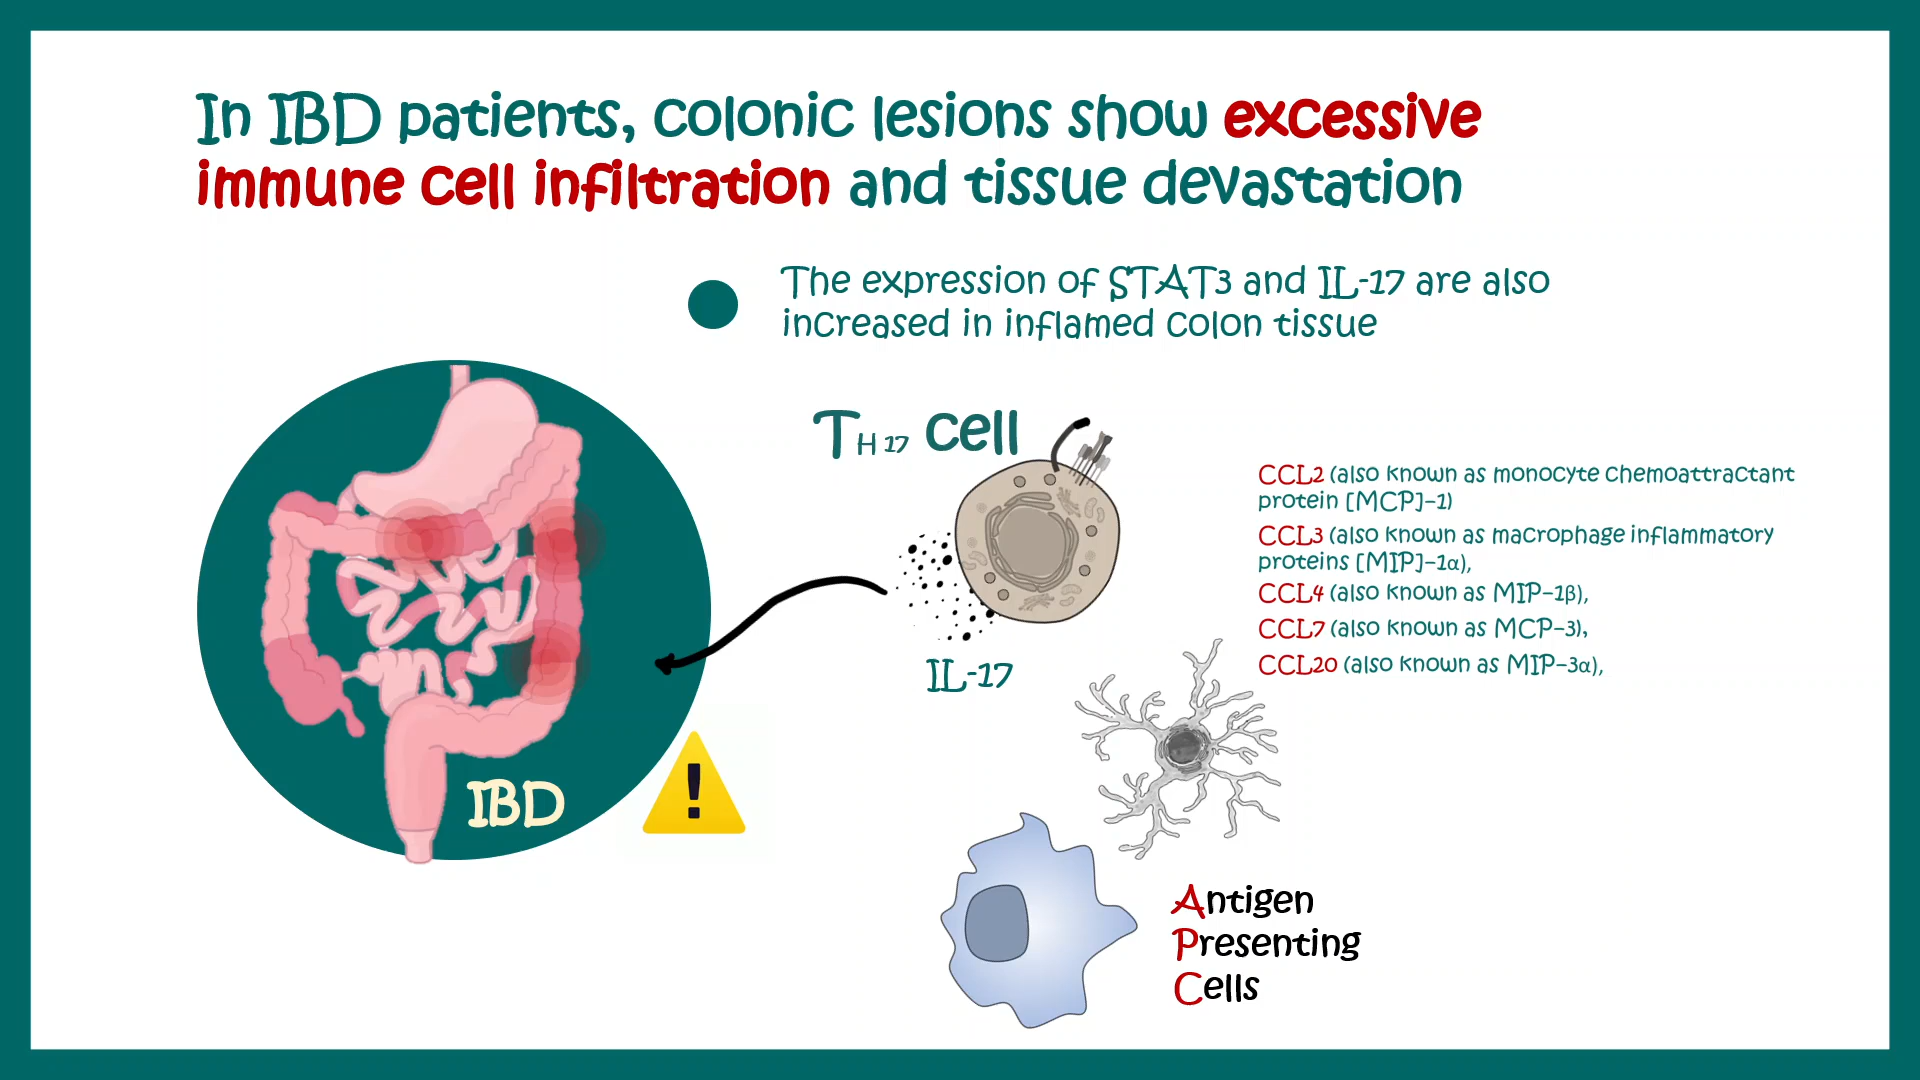 In IBD patients, colonic lesions show excessive
immune cell infiltration and tissue devastation
The expression of STAT3 and IL-17 are also
increased in inflamed colon tissue
TH 17 cell
CCL2 (also known as monocyte chemoattractant
protein [MCP]–1)
CCL3 (also known as macrophage inflammatory
proteins [MIP]–1α),
CCL4 (also known as MIP–1β),
CCL7 (also known as MCP–3),
CCL20 (also known as MIP–3α),
IL-17
IBD
!
Antigen
Presenting
Cells